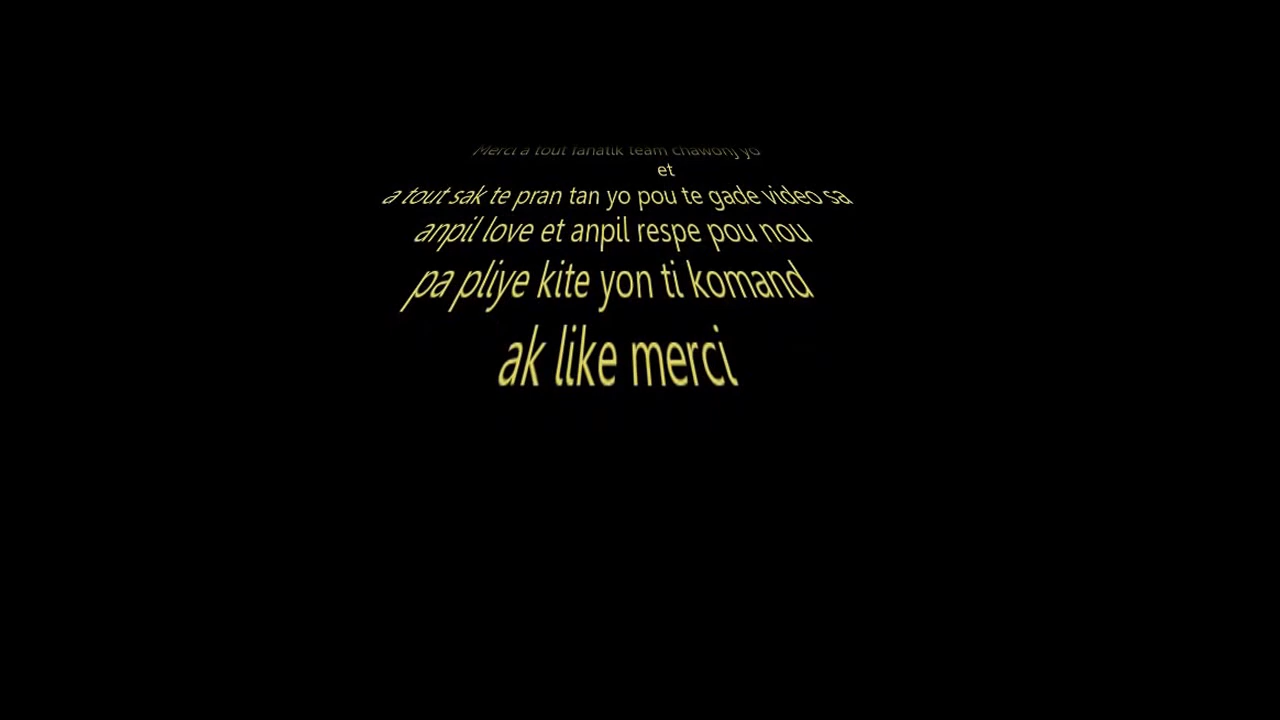 Merci a tout fanatik team chawonj yo
et
a tout sak te pran tan yo pou te gade video sa
anpil love et anpil respe pou nou
pa pliye kite yon ti komand
ak like merci